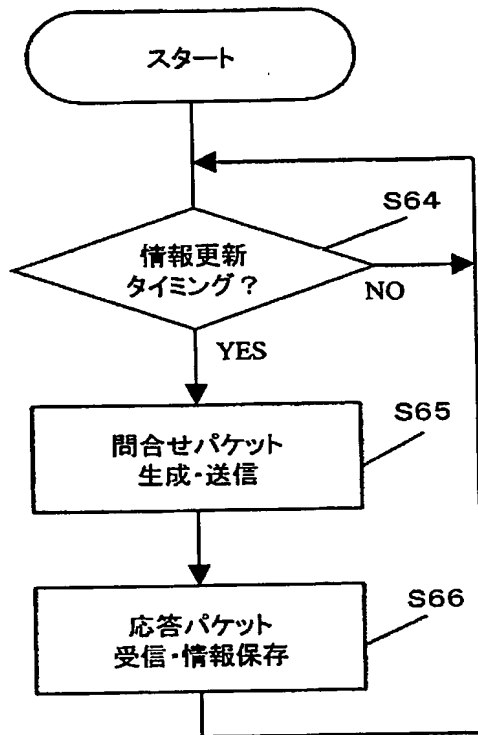 スタート
S64
情報更新
タイミング?
NO
YES
S65
問合せパケット
生成・送信
S66
応答パケット
受信・情報保存